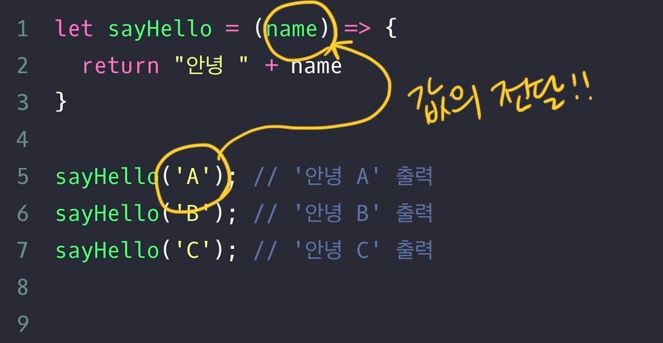 1 let sayHello = (name) => {
2 return "안녕 " + name
3 }
4
5 sayHello('A'); // '안녕 A' 출력
6 sayHello('B'); // '안녕 B' 출력
7 sayHello('C'); // '안녕 C' 출력
8
9
값의 전달!!